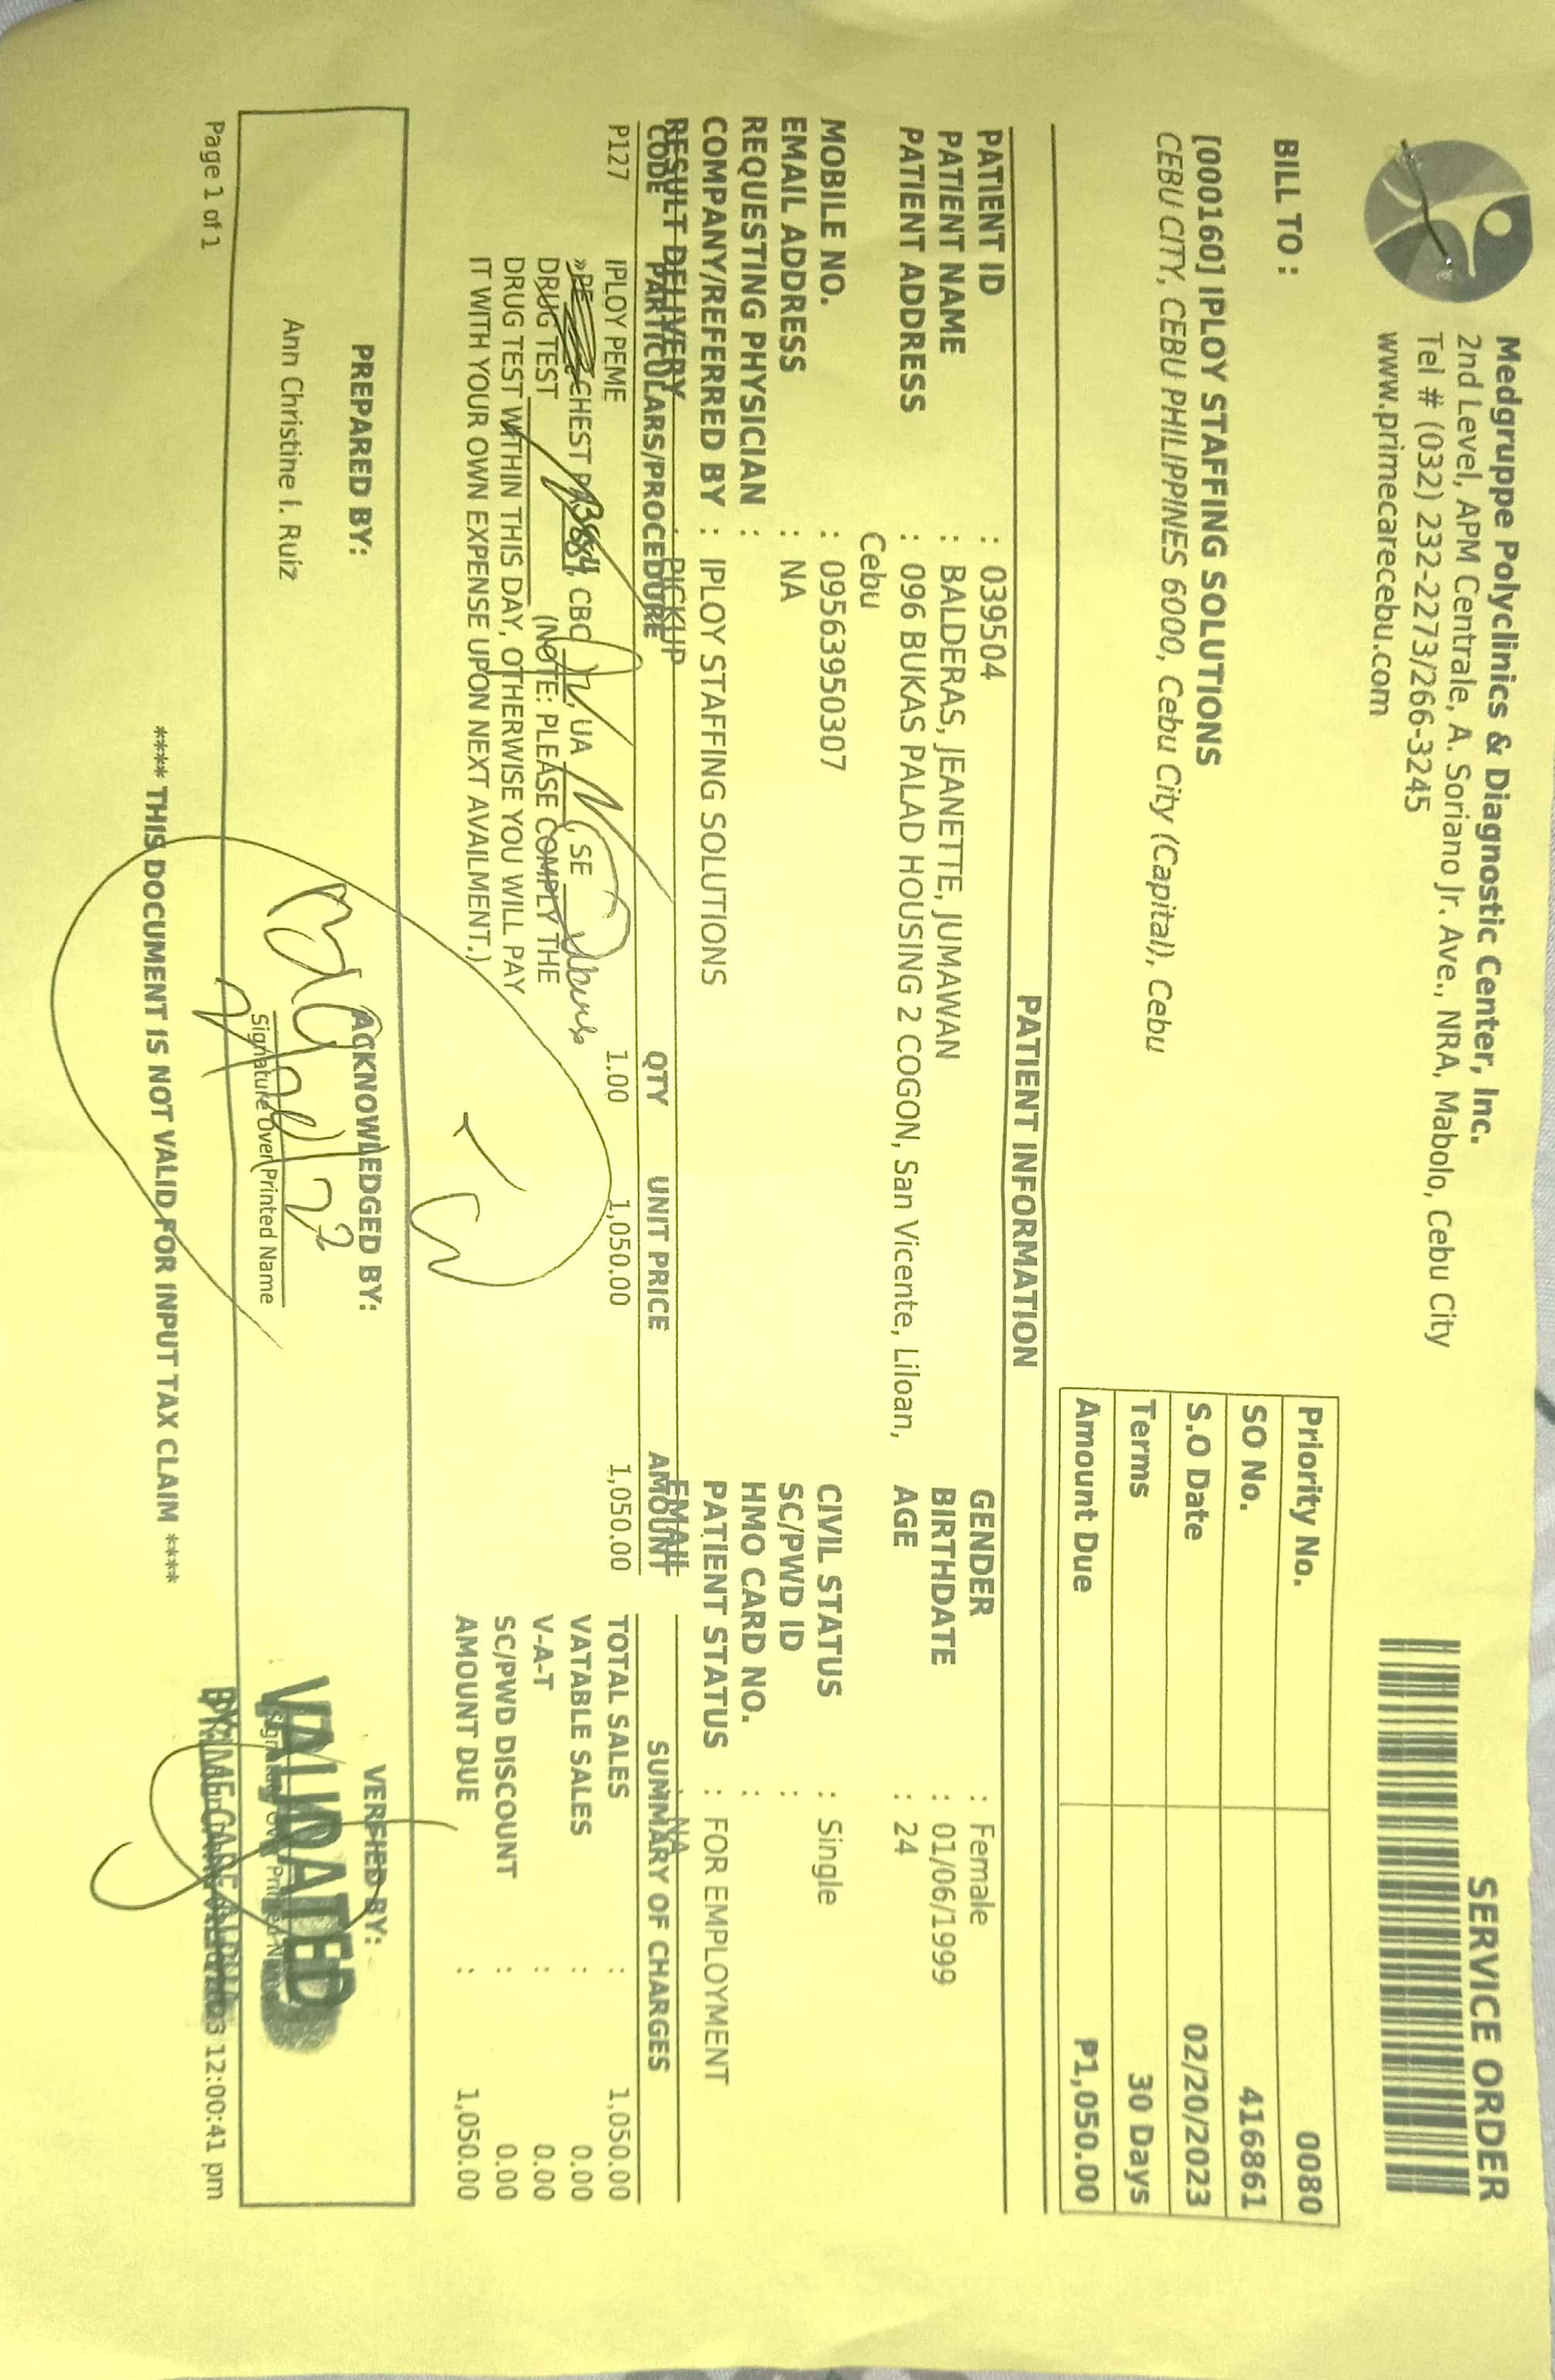 Medgruppe Polyclinics & Diagnostic Center, Inc.
2nd Level, APM Centrale, A. Soriano Jr. Ave., NRA, Mabolo, Cebu City
Tel # (032) 232-2273/266-3245
www.primecarecebu.com
SERVICE ORDER
BILL TO :
[000160] IPLOY STAFFING SOLUTIONS
CEBU CITY, CEBU PHILIPPINES 6000, Cebu City (Capital), Cebu
Priority No. 0080
SO No. 416861
S.O Date 02/20/2023
Terms 30 Days
Amount Due ₱1,050.00
PATIENT INFORMATION
PATIENT ID : 039504 GENDER : Female
PATIENT NAME : BALDERAS, JEANETTE, JUMAWAN BIRTHDATE : 01/06/1999
PATIENT ADDRESS : 096 BUKAS PALAD HOUSING 2 COGON, San Vicente, Liloan, AGE : 24
Cebu
MOBILE NO. : 09563950307 CIVIL STATUS : Single
EMAIL ADDRESS : NA SC/PWD ID :
REQUESTING PHYSICIAN : HMO CARD NO. :
COMPANY/REFERRED BY : IPLOY STAFFING SOLUTIONS PATIENT STATUS : FOR EMPLOYMENT
RESULT DELIVERY : PICKUP EMAIL : NA
CODE PARTICULARS/PROCEDURE QTY UNIT PRICE AMOUNT SUMMARY OF CHARGES
P127 IPLOY PEME 1.00 1,050.00 1,050.00 TOTAL SALES : 1,050.00
CHEST , CBC , UA , SE VATABLE SALES : 0.00
DRUG TEST (NOTE: PLEASE COMPLY THE V-A-T : 0.00
DRUG TEST WITHIN THIS DAY, OTHERWISE YOU WILL PAY SC/PWD DISCOUNT : 0.00
IT WITH YOUR OWN EXPENSE UPON NEXT AVAILMENT.) AMOUNT DUE : 1,050.00
PREPARED BY: ACKNOWLEDGED BY: VERFIED BY:
Ann Christine I. Ruiz
Signature Over Printed Name
VALIDATED
Page 1 of 1 12:00:41 pm
**** THIS DOCUMENT IS NOT VALID FOR INPUT TAX CLAIM ****